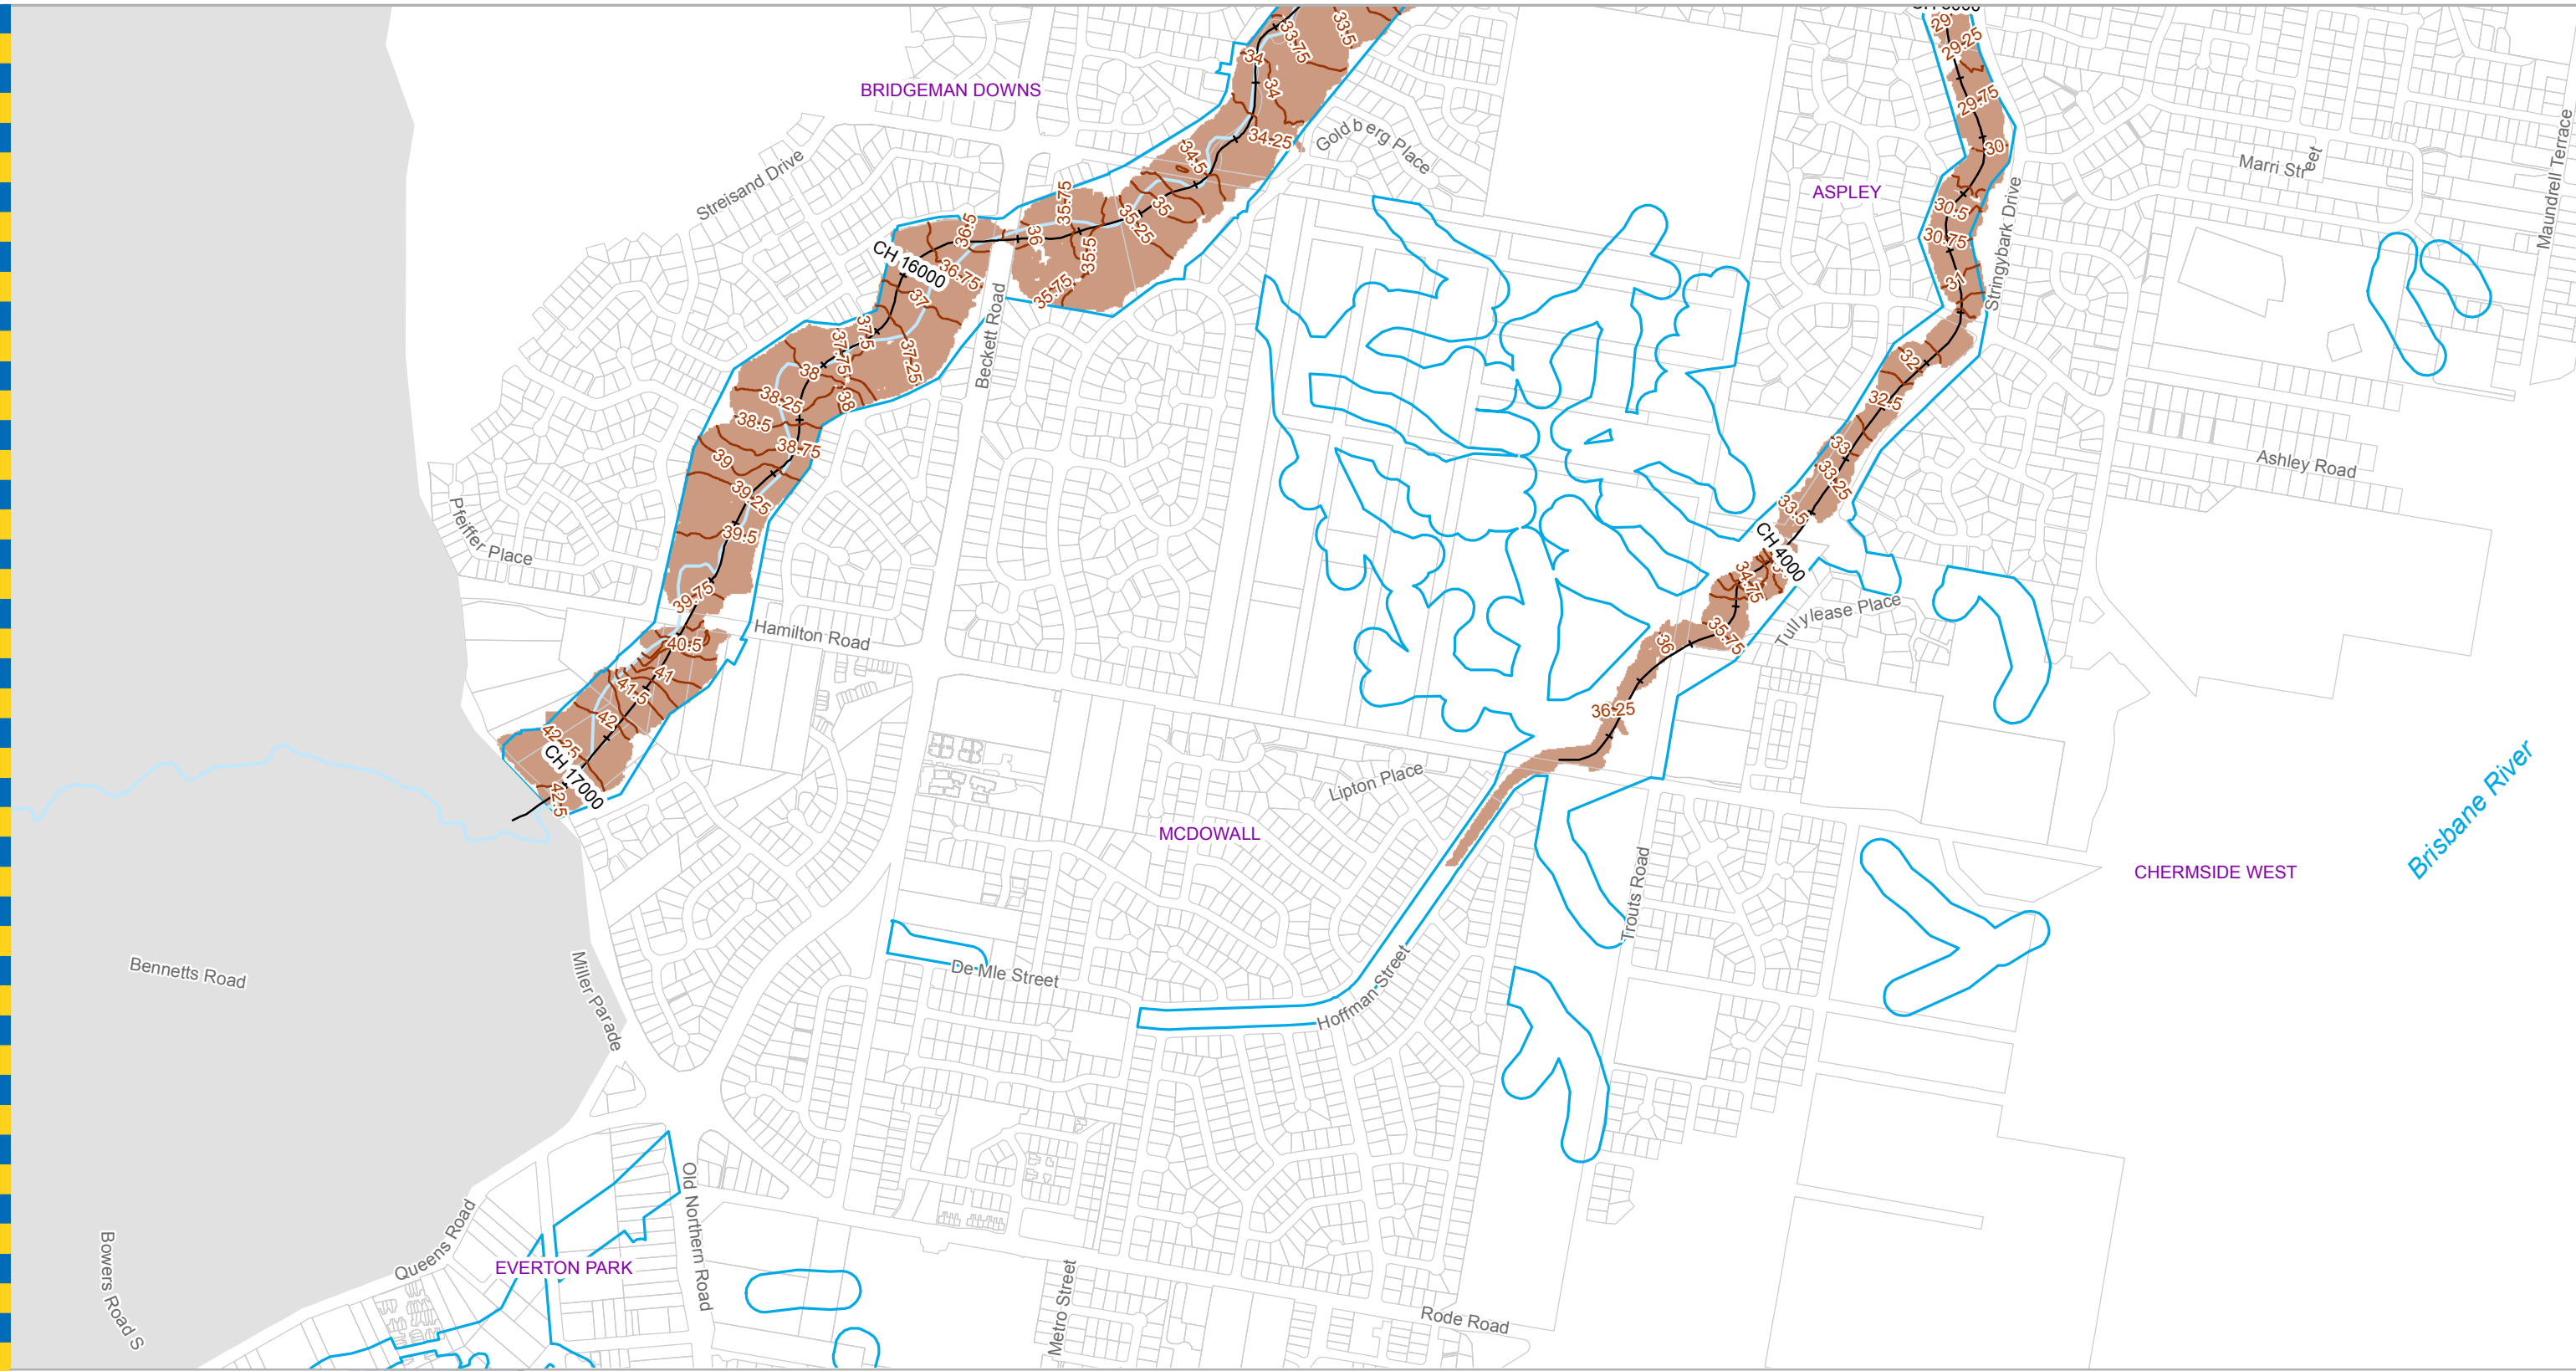 CH 5000
29
29.25
29.75
30
30.5
30.75
31
32
32.5
33
33.25
33.5
CH 4000
34.75
35.75
36
36.25
33.75
33.5
34
34
34.25
34.5
35
35.25
35.5
35.75
35.75
36
36.5
36.75
CH 16000
37
37.25
37.5
37.75
38
38
38.25
38.5
38.75
39
39.25
39.5
39.75
40.5
41
41.5
42
42.25
CH 17000
42.5
BRIDGEMAN DOWNS
ASPLEY
MCDOWALL
CHERMSIDE WEST
EVERTON PARK
Brisbane River
Streisand Drive
Goldberg Place
Marri Street
Maundrell Terrace
Stringybark Drive
Beckett Road
Ashley Road
Pfeiffer Place
Hamilton Road
Tullylease Place
Lipton Place
Trouts Road
De Mle Street
Hoffman Street
Bennetts Road
Miller Parade
Old Northern Road
Queens Road
Bowers Road S
Metro Street
Rode Road